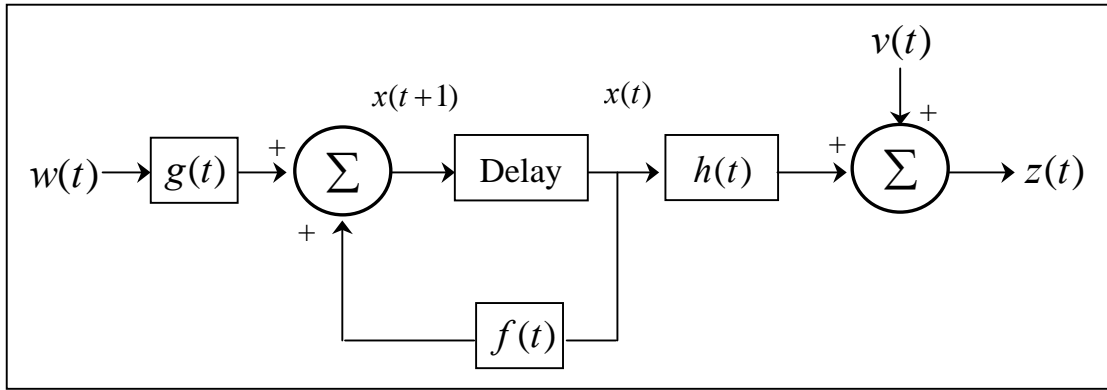 v(t)
x(t+1) x(t)
+
w(t) g(t) + Σ Delay h(t) + Σ z(t)
+
f(t)